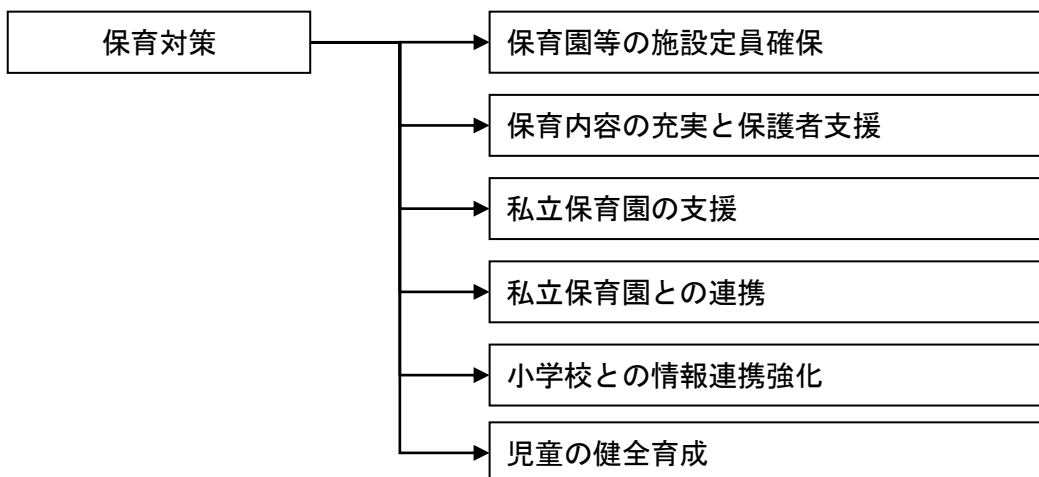 保育対策
保育園等の施設定員確保
保育内容の充実と保護者支援
私立保育園の支援
私立保育園との連携
小学校との情報連携強化
児童の健全育成